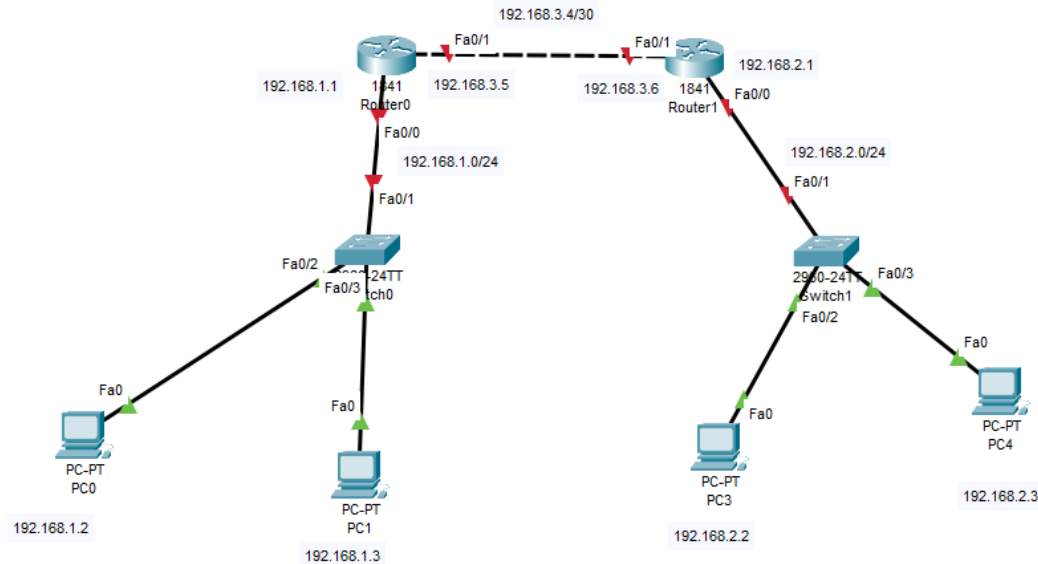 192.168.3.4/30
Fa0/1
Fa0/1
192.168.2.1
192.168.1.1
192.168.3.5
192.168.3.6
1841
Router0
1841
Router1
Fa0/0
Fa0/0
192.168.1.0/24
192.168.2.0/24
Fa0/1
Fa0/1
Fa0/2
Fa0/3
-24TT
2960-24TT
Switch1
Fa0/3
Fa0/2
Fa0
Fa0
Fa0
Fa0
PC-PT
PC0
PC-PT
PC1
PC-PT
PC3
PC-PT
PC4
192.168.1.2
192.168.1.3
192.168.2.2
192.168.2.3